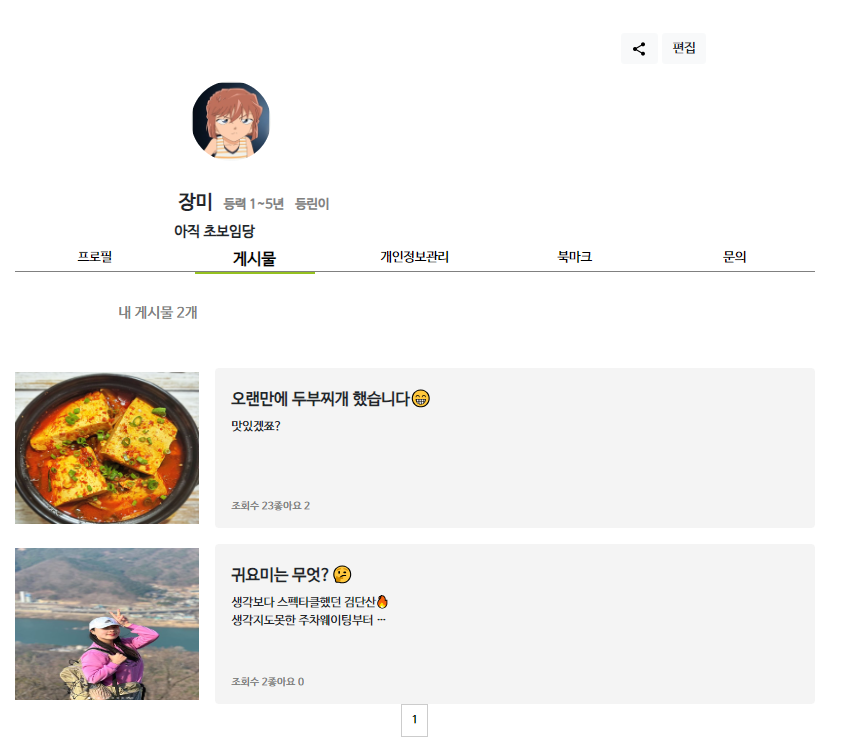 편집
장미 등력 1~5년 등린이
아직 초보임당
프로필 게시물 개인정보관리 북마크 문의
내 게시물 2개
오랜만에 두부찌개 했습니다😁
맛있겠죠?
조회수 23좋아요 2
귀요미는 무엇? 🤔
생각보다 스펙타클했던 검단산🔥
생각지도못한 주차웨이팅부터 …
조회수 2좋아요 0
1